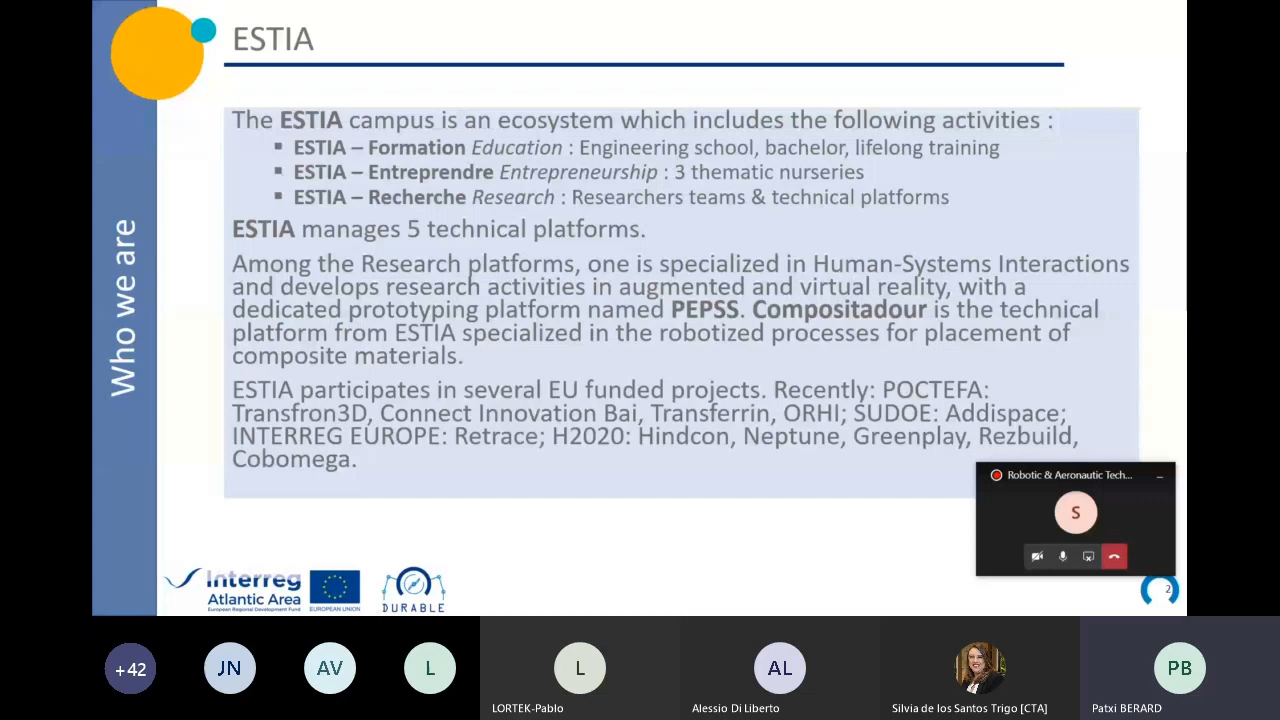 ESTIA
Who we are
The ESTIA campus is an ecosystem which includes the following activities :
▪ ESTIA – Formation Education : Engineering school, bachelor, lifelong training
▪ ESTIA – Entreprendre Entrepreneurship : 3 thematic nurseries
▪ ESTIA – Recherche Research : Researchers teams & technical platforms
ESTIA manages 5 technical platforms.
Among the Research platforms, one is specialized in Human-Systems Interactions
and develops research activities in augmented and virtual reality, with a
dedicated prototyping platform named PEPSS. Compositadour is the technical
platform from ESTIA specialized in the robotized processes for placement of
composite materials.
ESTIA participates in several EU funded projects. Recently: POCTEFA:
Transfron3D, Connect Innovation Bai, Transferrin, ORHI; SUDOE: Addispace;
INTERREG EUROPE: Retrace; H2020: Hindcon, Neptune, Greenplay, Rezbuild,
Cobomega.
Robotic & Aeronautic Tech...
S
Interreg
Atlantic Area
European Regional Development Fund
EUROPEAN UNION
DURABLE
2
+42
JN
AV
L
L
AL
PB
LORTEK-Pablo
Alessio Di Liberto
Silvia de los Santos Trigo [CTA]
Patxi BERARD